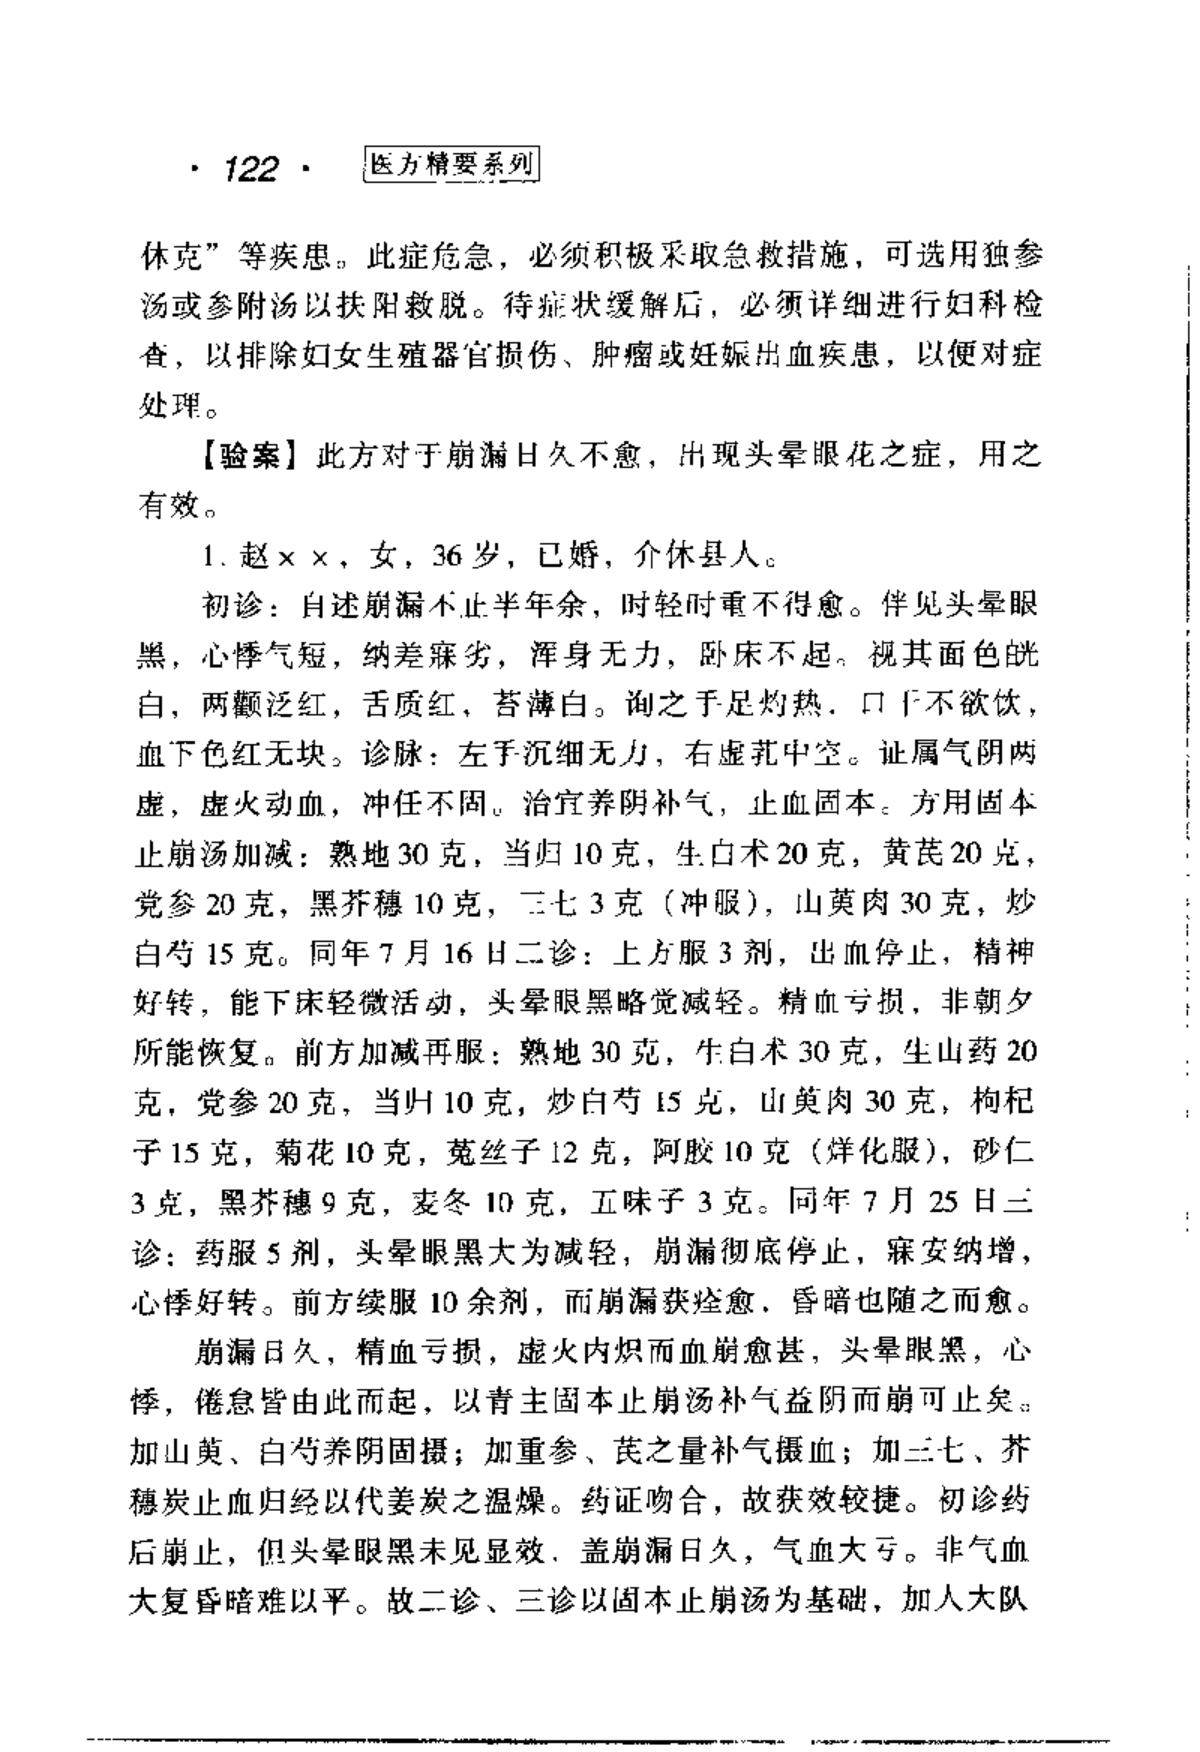 · 122 · 医方精要系列
休克”等疾患。此症危急，必须积极采取急救措施，可选用独参
汤或参附汤以扶阳救脱。待症状缓解后，必须详细进行妇科检
查，以排除妇女生殖器官损伤、肿瘤或妊娠出血疾患，以便对症
处理。
【验案】此方对于崩漏日久不愈，出现头晕眼花之症，用之
有效。
1. 赵××，女，36岁，已婚，介休县人。
初诊：自述崩漏不止半年余，时轻时重不得愈。伴见头晕眼
黑，心悸气短，纳差寐劣，浑身无力，卧床不起。视其面色㿠
白，两颧泛红，舌质红，苔薄白。询之手足灼热，口干不欲饮，
血下色红无块。诊脉：左手沉细无力，右虚芤中空。证属气阴两
虚，虚火动血，冲任不固。治宜养阴补气，止血固本。方用固本
止崩汤加减：熟地30克，当归10克，生白术20克，黄芪20克，
党参20克，黑芥穗10克，三七3克（冲服），山萸肉30克，炒
白芍15克。同年7月16日二诊：上方服3剂，出血停止，精神
好转，能下床轻微活动，头晕眼黑略觉减轻。精血亏损，非朝夕
所能恢复。前方加减再服：熟地30克，生白术30克，生山药20
克，党参20克，当归10克，炒白芍15克，山萸肉30克，枸杞
子15克，菊花10克，菟丝子12克，阿胶10克（烊化服），砂仁
3克，黑芥穗9克，麦冬10克，五味子3克。同年7月25日三
诊：药服5剂，头晕眼黑大为减轻，崩漏彻底停止，寐安纳增，
心悸好转。前方续服10余剂，而崩漏获痊愈，昏暗也随之而愈。
崩漏日久，精血亏损，虚火内炽而血崩愈甚，头晕眼黑，心
悸，倦怠皆由此而起，以青主固本止崩汤补气益阴而崩可止矣。
加山萸、白芍养阴固摄；加重参、芪之量补气摄血；加三七、芥
穗炭止血归经以代姜炭之温燥。药证吻合，故获效较捷。初诊药
后崩止，但头晕眼黑未见显效，盖崩漏日久，气血大亏。非气血
大复昏暗难以平。故二诊、三诊以固本止崩汤为基础，加入大队